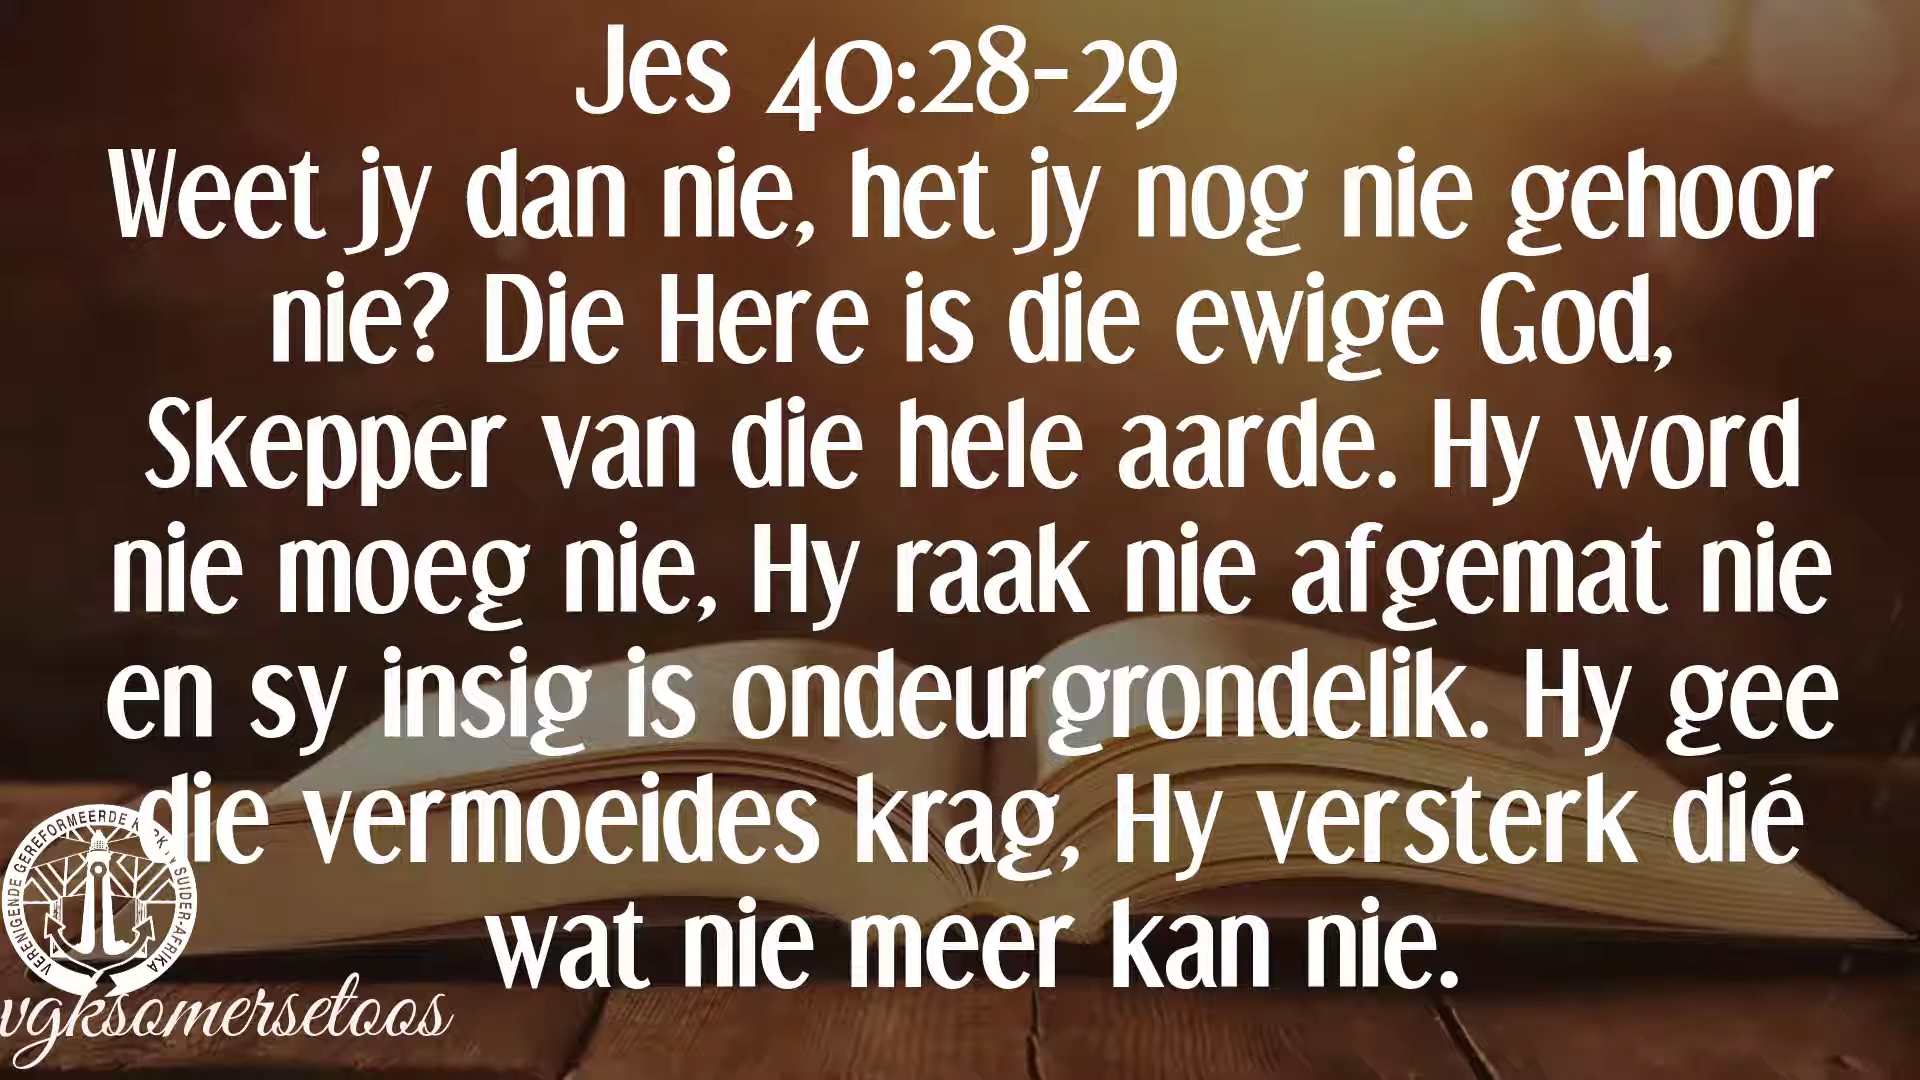 Jes 40:28-29
Weet jy dan nie, het jy nog nie gehoor
nie? Die Here is die ewige God,
Skepper van die hele aarde. Hy word
nie moeg nie, Hy raak nie afgemat nie
en sy insig is ondeurgrondelik. Hy gee
die vermoeides krag, Hy versterk dié
wat nie meer kan nie.
VERENIGENDE GEREFORMEERDE KERK IN SUIDER-AFRIKA
vgksomersetoos